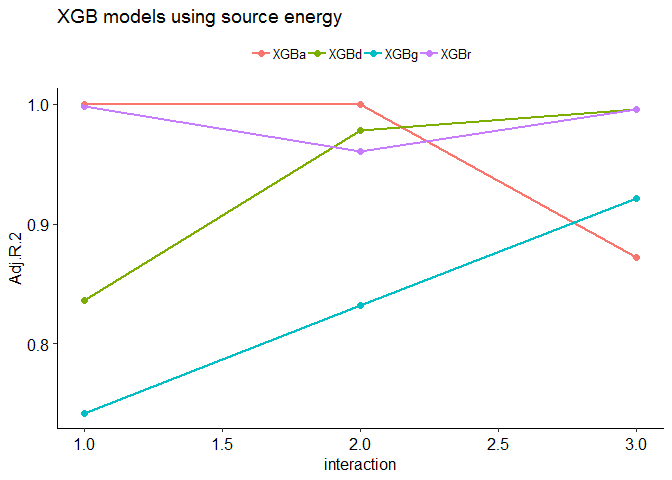 XGB models using source energy
XGBa XGBd XGBg XGBr
1.0
0.9
0.8
Adj.R.2
1.0 1.5 2.0 2.5 3.0
interaction